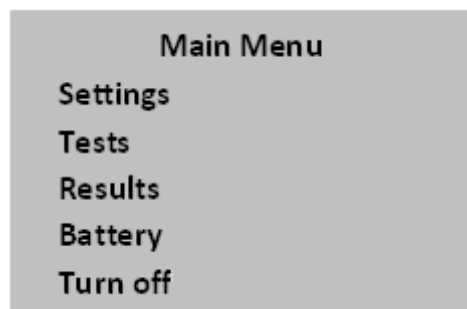 Main Menu
Settings
Tests
Results
Battery
Turn off